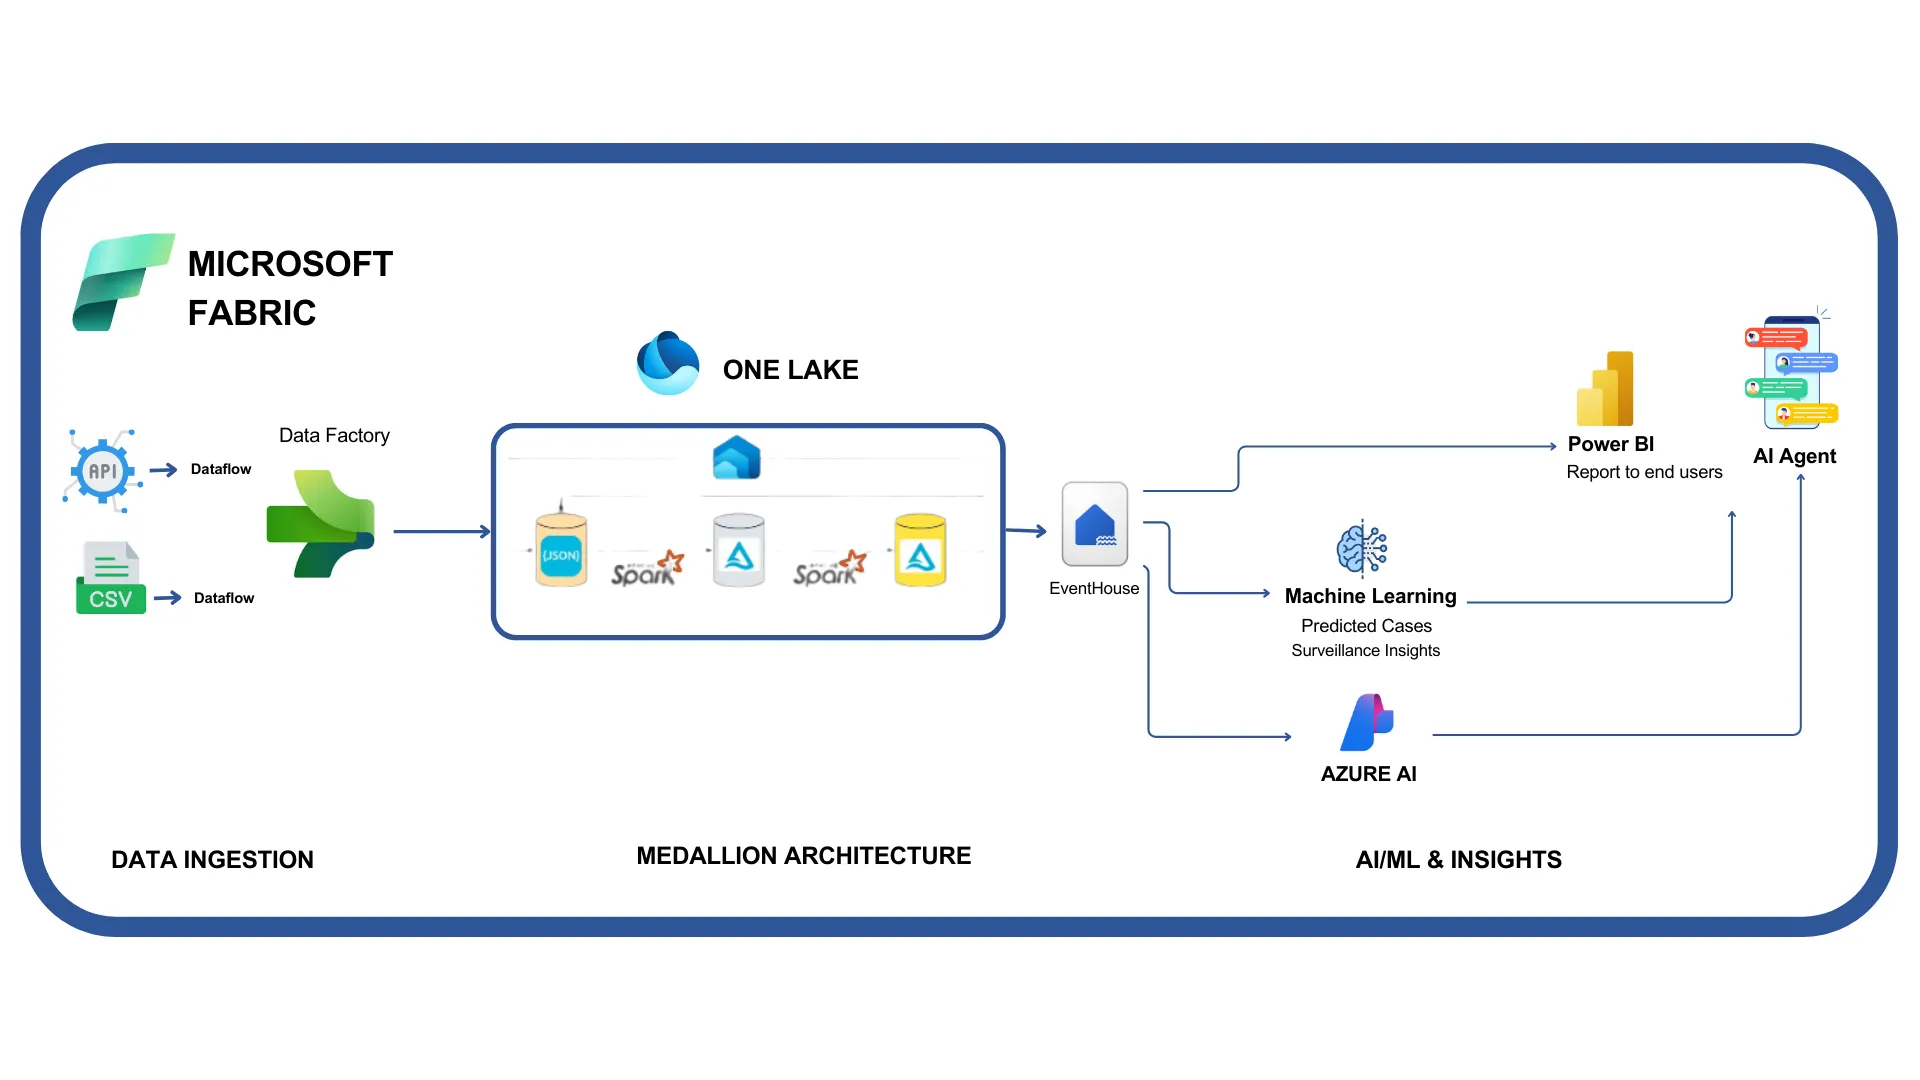 MICROSOFT
FABRIC
ONE LAKE
API
Dataflow
Data Factory
CSV
Dataflow
{JSON}
Spark
Spark
EventHouse
Power BI
Report to end users
AI Agent
Machine Learning
Predicted Cases
Surveillance Insights
AZURE AI
DATA INGESTION
MEDALLION ARCHITECTURE
AI/ML & INSIGHTS